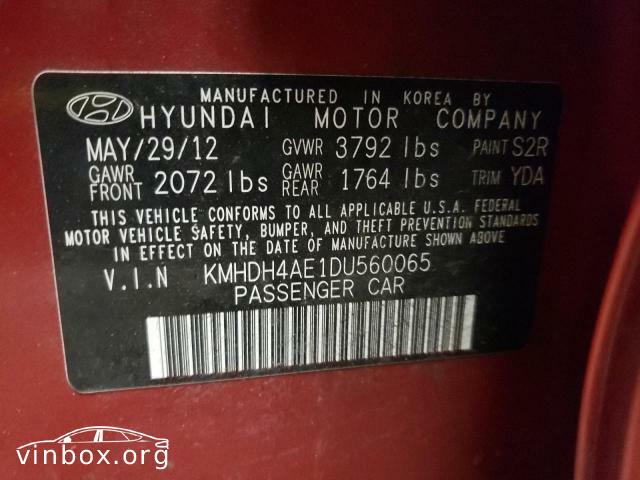 MANUFACTURED IN KOREA BY
HYUNDAI MOTOR COMPANY
MAY/29/12 GVWR 3792 lbs PAINT S2R
GAWR FRONT 2072 lbs GAWR REAR 1764 lbs TRIM YDA
THIS VEHICLE CONFORMS TO ALL APPLICABLE U.S.A. FEDERAL
MOTOR VEHICLE SAFETY, BUMPER, AND THEFT PREVENTION STANDARDS
IN EFFECT ON THE DATE OF MANUFACTURE SHOWN ABOVE
V.I.N KMHDH4AE1DU560065
PASSENGER CAR
vinbox.org